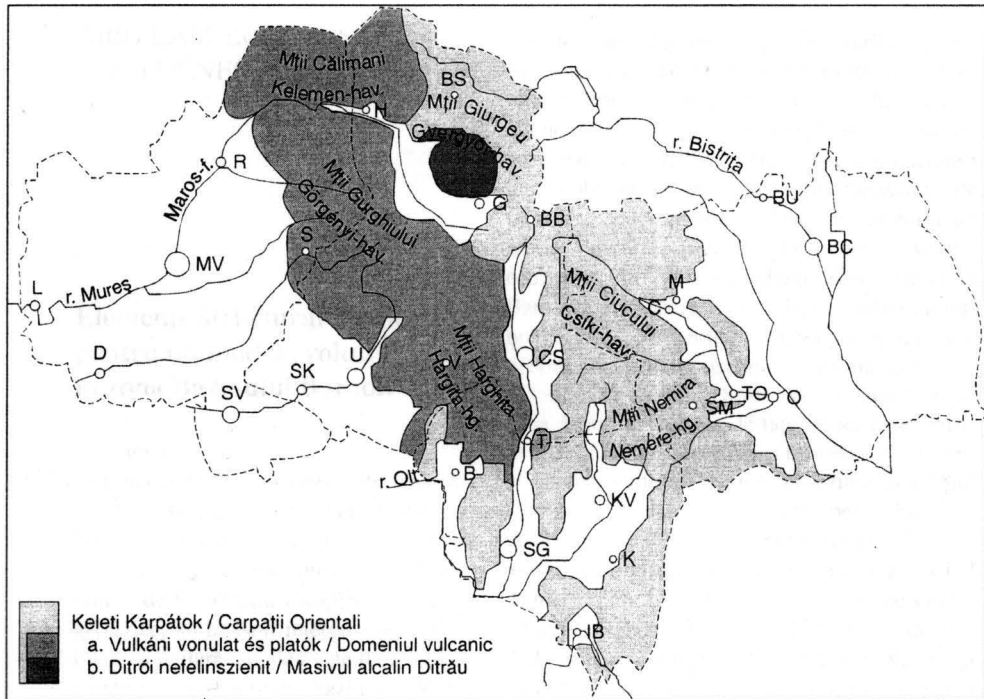 Mții Călimani
Kelemen-hav.
BS
H
Mții Giurgeu
Gyergyói-hav
r. Bistrița
R
Maros-f.
Mții Gurghiului
Görgényi-hav.
G
BB
BU
BC
S
MV
L
r. Mureș
M
C
Mții Ciucului
Csíki-hav.
D
U
SK
SV
V
Mții Harghita
Hargita-hg.
CS
TO
O
SM
Mții Nemira
Nemere-hg.
T
r. Olt
B
KV
SG
K
IB
Keleti Kárpátok / Carpații Orientali
a. Vulkáni vonulat és platók / Domeniul vulcanic
b. Ditrói nefelinszienit / Masivul alcalin Ditrău